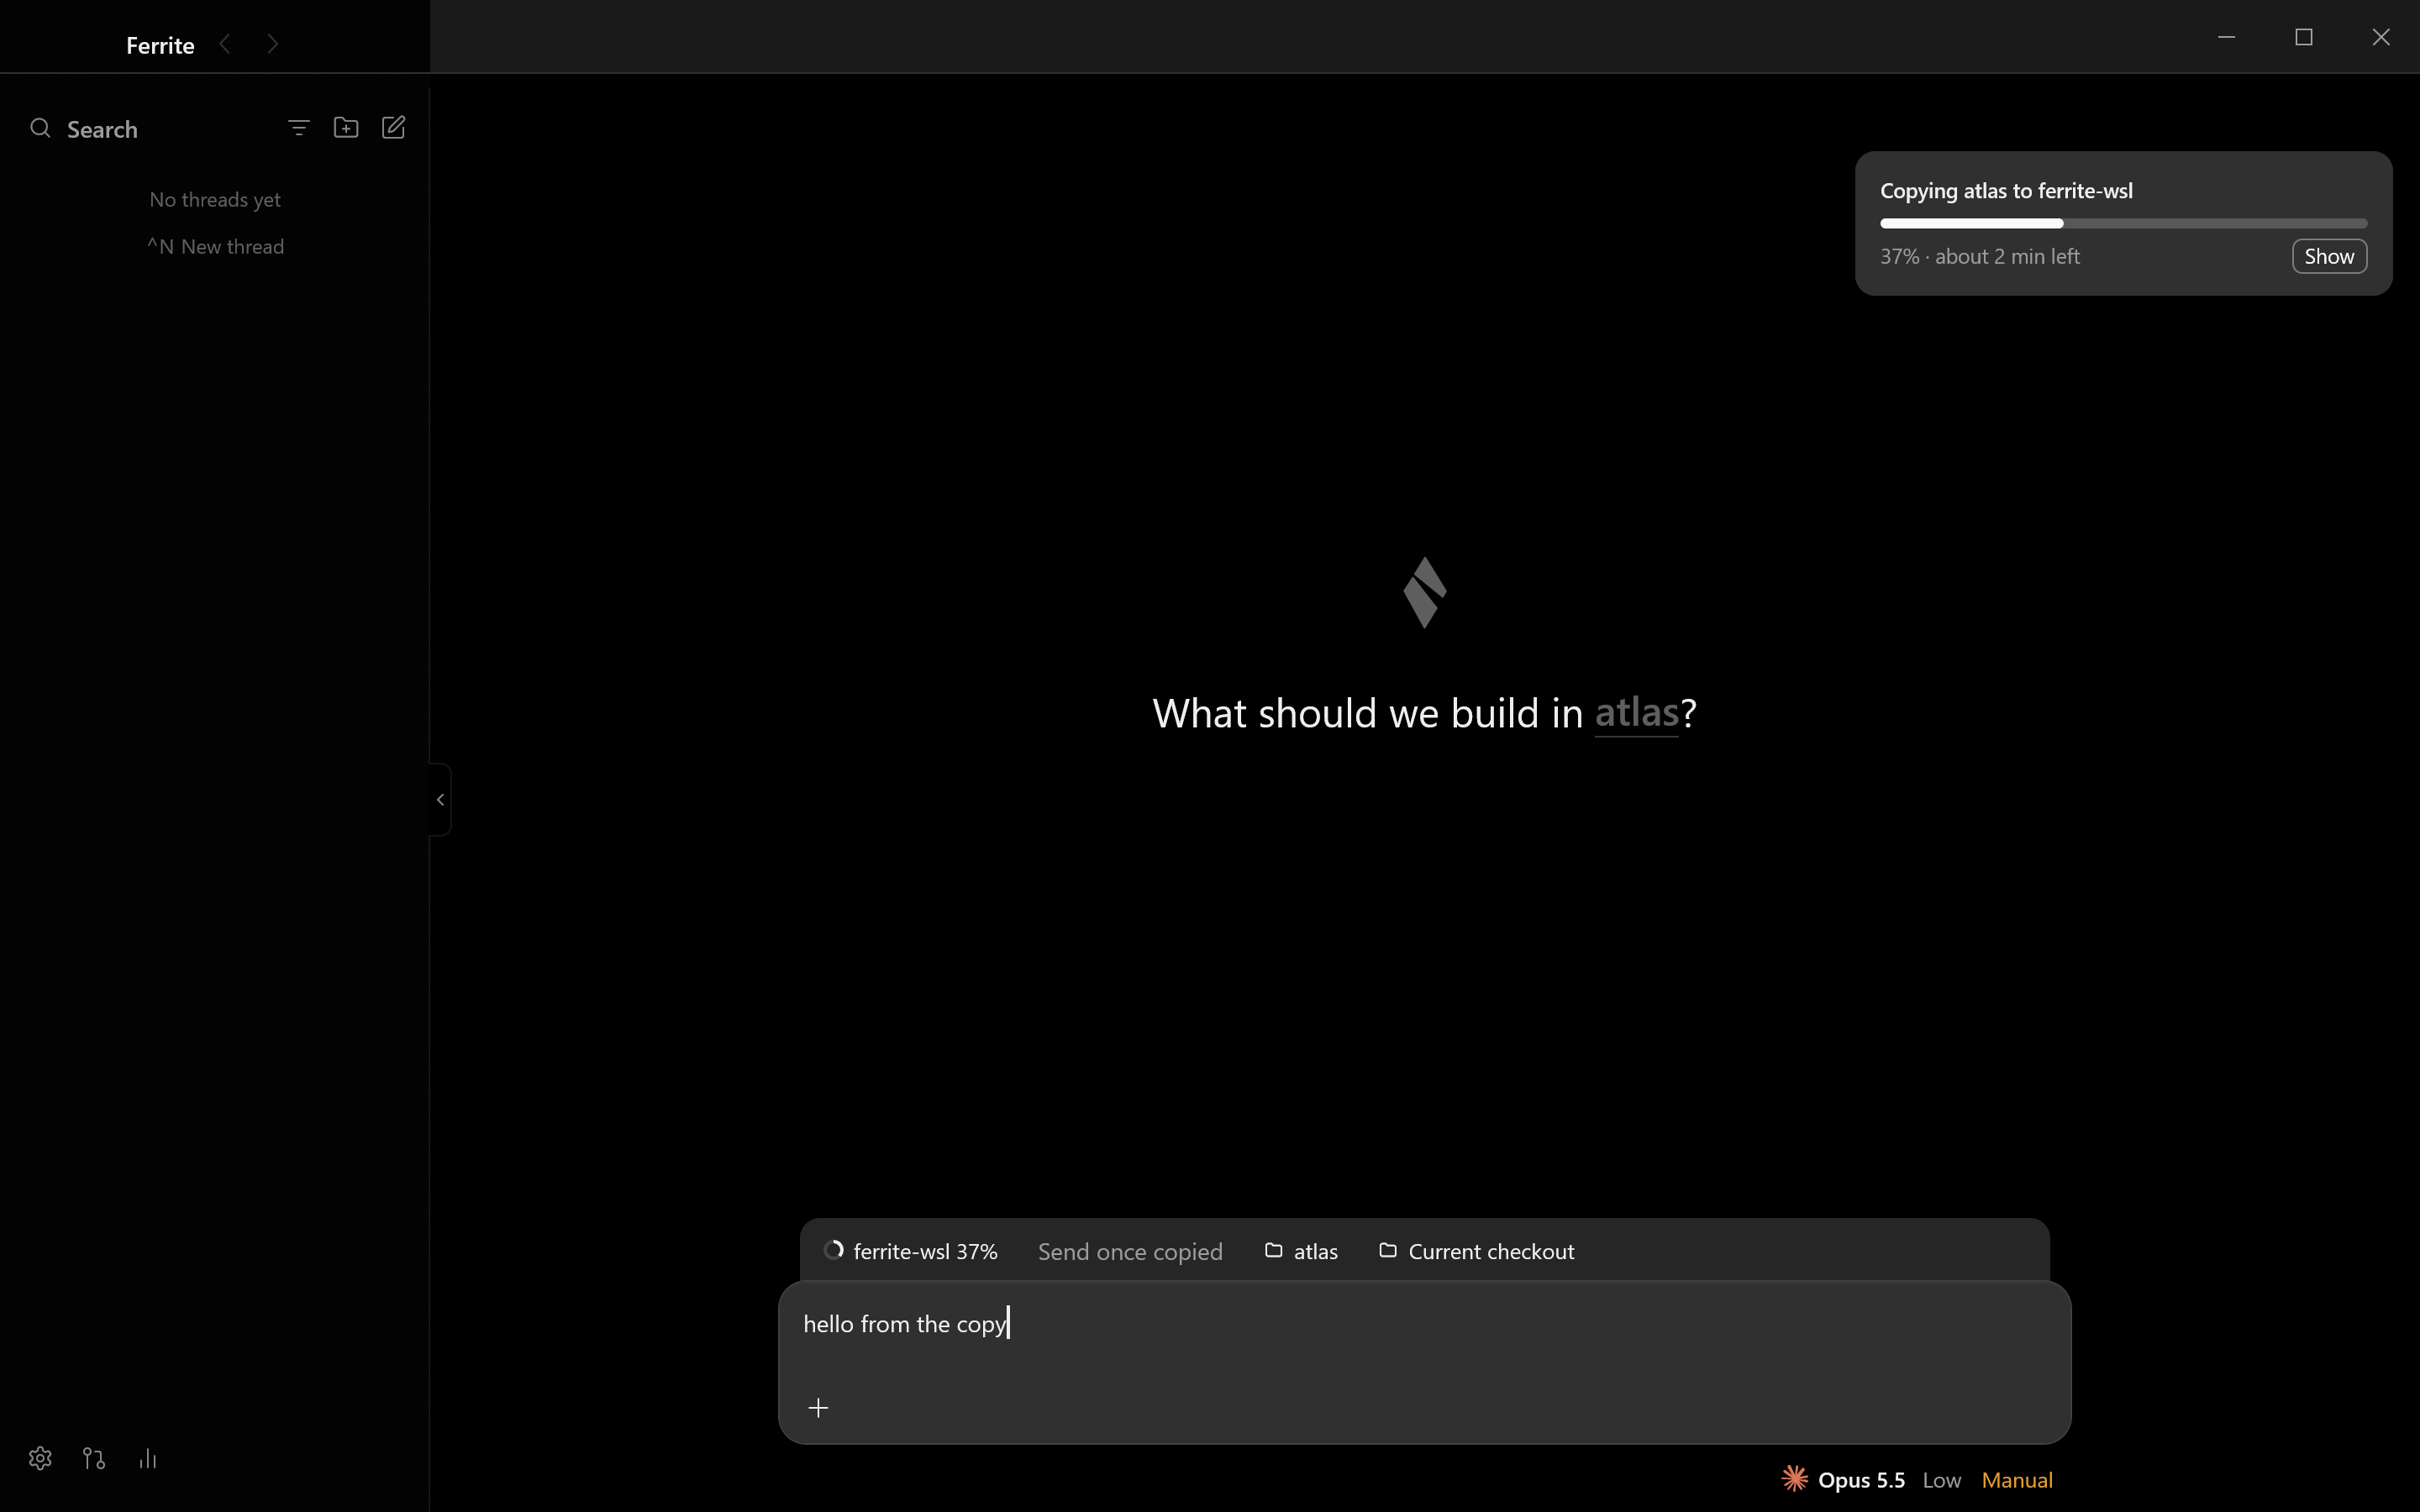 Ferrite
Search
No threads yet
^N New thread
Copying atlas to ferrite-wsl
37% · about 2 min left
Show
What should we build in atlas?
ferrite-wsl 37% Send once copied atlas Current checkout
hello from the copy
Opus 5.5 Low Manual